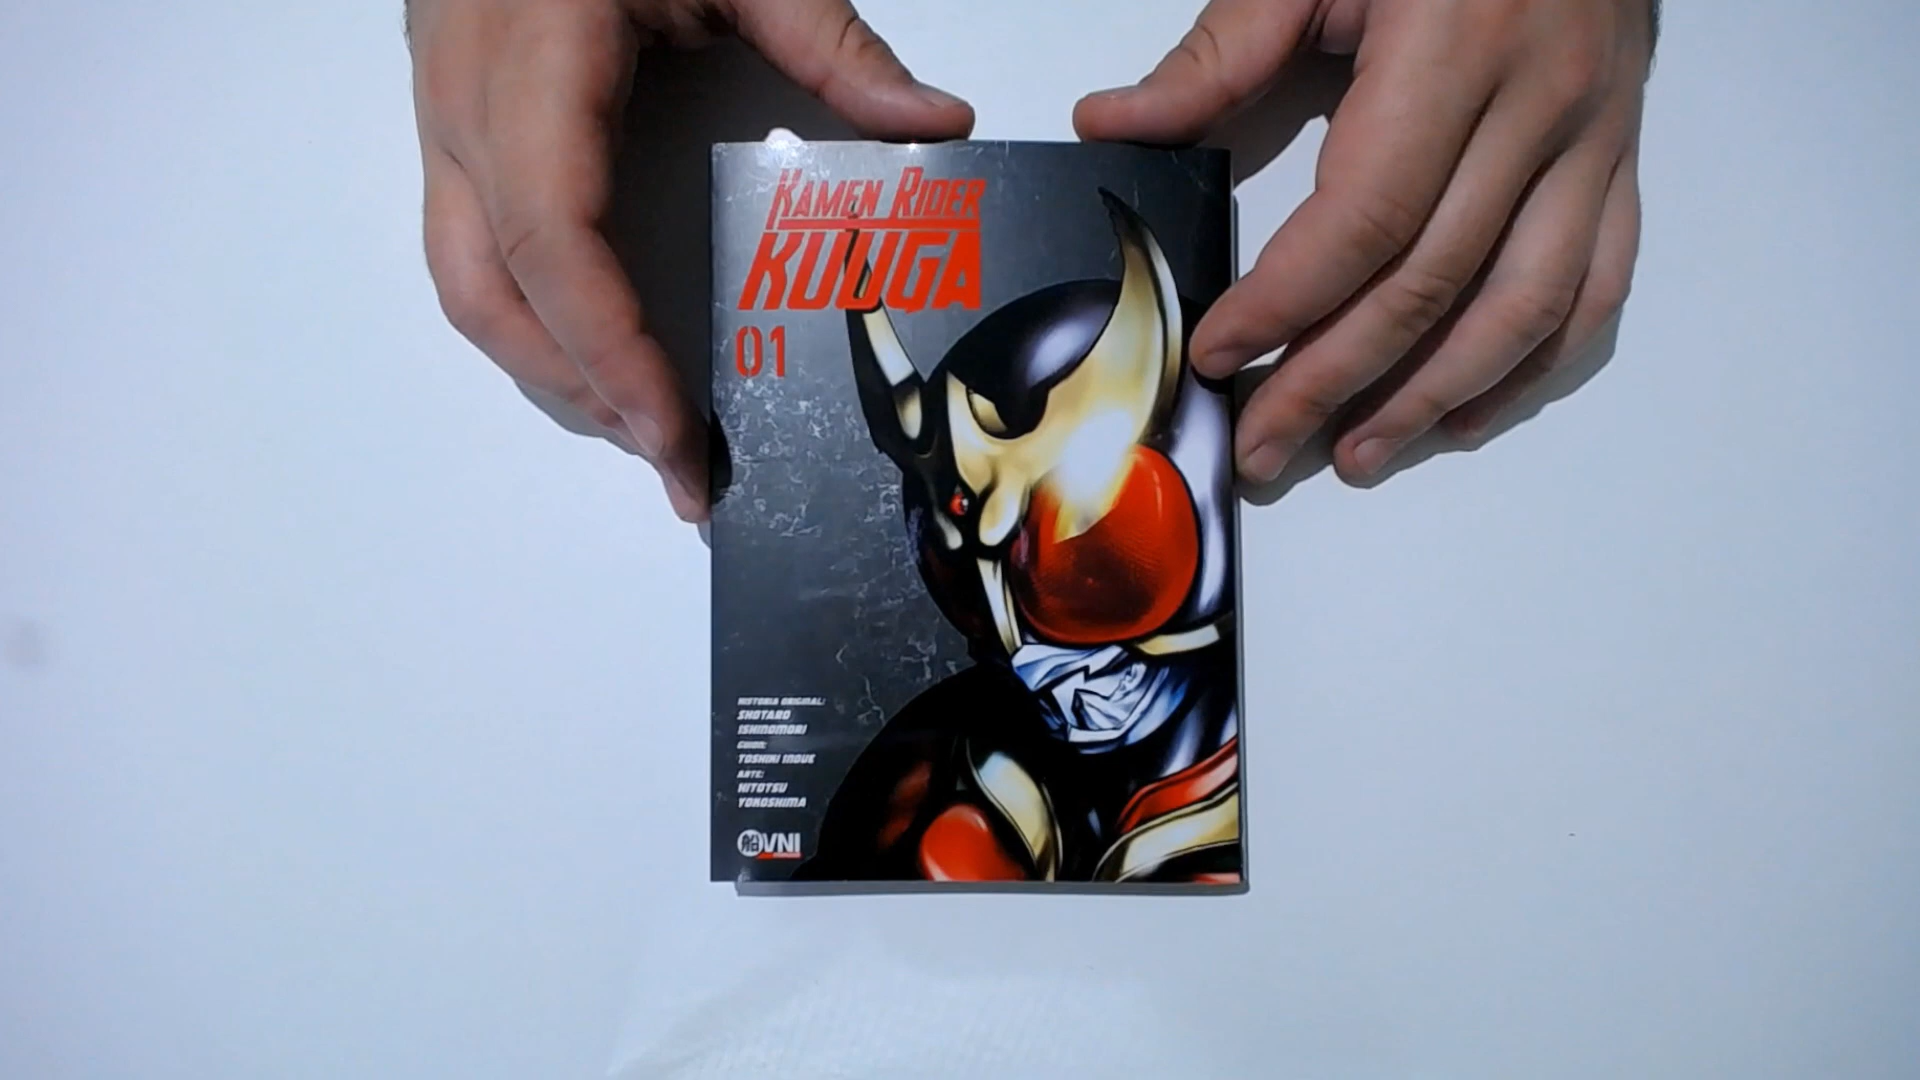 KAMEN RIDER
KUUGA
01
HISTORIA ORIGINAL:
SHOTARO
ISHINOMORI
GUION:
TOSHIKI INOUE
ARTE:
HITOTSU
YOKOSHIMA
OVNI